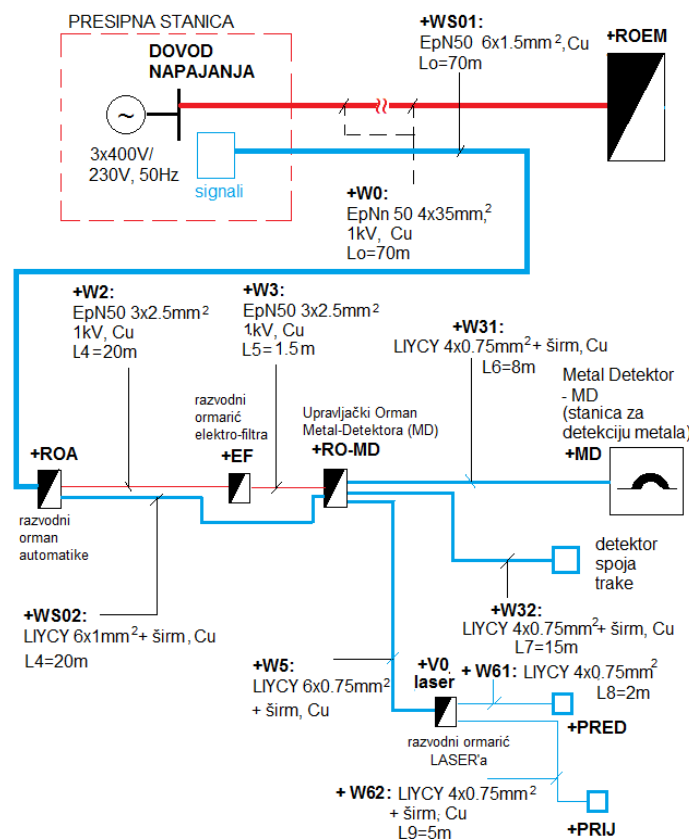 PRESIPNA STANICA
DOVOD
NAPAJANJA
~
3x400V/
230V, 50Hz
signali
+WS01:
EpN50 6x1.5mm², Cu
Lo=70m
+ROEM
+W0:
EpNn 50 4x35mm,²
1kV, Cu
Lo=70m
+W2:
EpN50 3x2.5mm²
1kV, Cu
L4=20m
+W3:
EpN50 3x2.5mm²
1kV, Cu
L5=1.5m
+W31:
LIYCY 4x0.75mm²+ širm, Cu
L6=8m
Metal Detektor
- MD
(stanica za
detekciju metala)
+MD
razvodni
ormarić
elektro-filtra
+EF
Upravljački Orman
Metal-Detektora (MD)
+RO-MD
+ROA
razvodni
orman
automatike
detektor
spoja
trake
+WS02:
LIYCY 6x1mm²+ širm, Cu
L4=20m
+W32:
LIYCY 4x0.75mm²+ širm, Cu
L7=15m
+W5:
LIYCY 6x0.75mm²
+ širm, Cu
+V0
laser
+ W61: LIYCY 4x0.75mm²
L8=2m
+PRED
razvodni ormarić
LASER'a
+ W62: LIYCY 4x0.75mm²
+ širm, Cu
L9=5m
+PRIJ